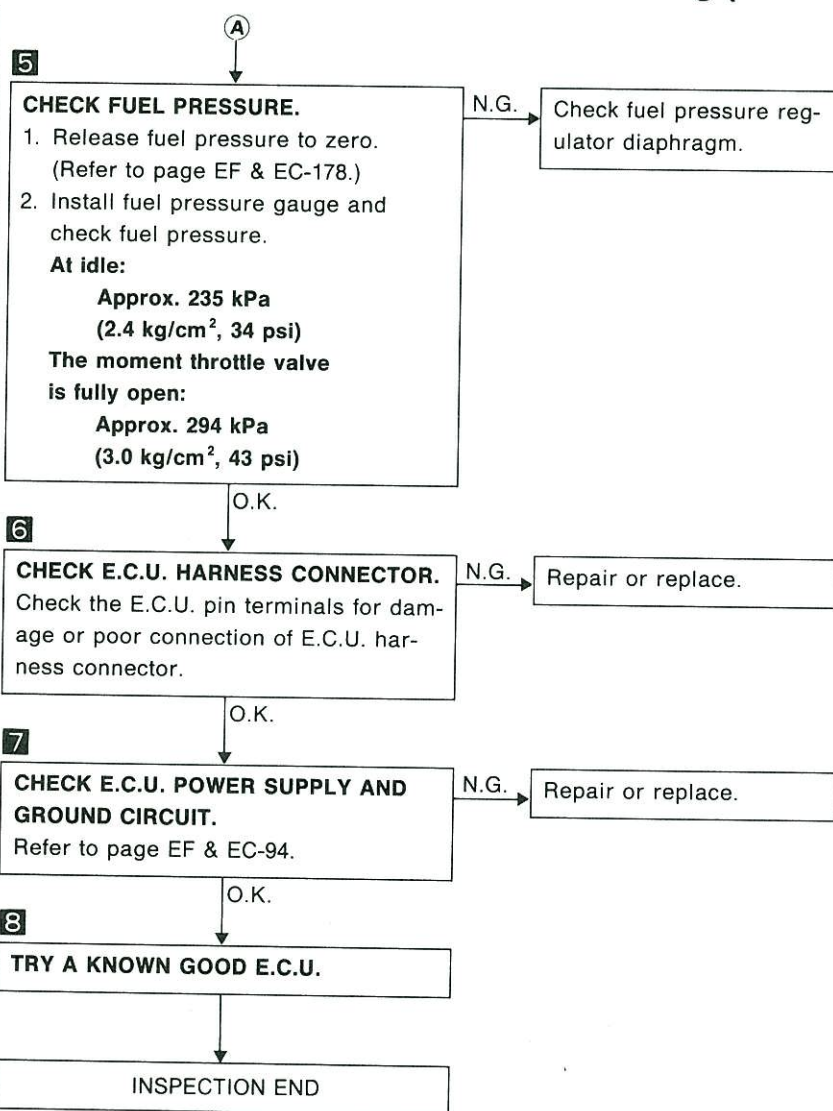 A
5
CHECK FUEL PRESSURE.
1. Release fuel pressure to zero.
(Refer to page EF & EC-178.)
2. Install fuel pressure gauge and
check fuel pressure.
At idle:
Approx. 235 kPa
(2.4 kg/cm², 34 psi)
The moment throttle valve
is fully open:
Approx. 294 kPa
(3.0 kg/cm², 43 psi)
N.G.
Check fuel pressure reg-
ulator diaphragm.
O.K.
6
CHECK E.C.U. HARNESS CONNECTOR.
Check the E.C.U. pin terminals for dam-
age or poor connection of E.C.U. har-
ness connector.
N.G.
Repair or replace.
O.K.
7
CHECK E.C.U. POWER SUPPLY AND
GROUND CIRCUIT.
Refer to page EF & EC-94.
N.G.
Repair or replace.
O.K.
8
TRY A KNOWN GOOD E.C.U.
INSPECTION END